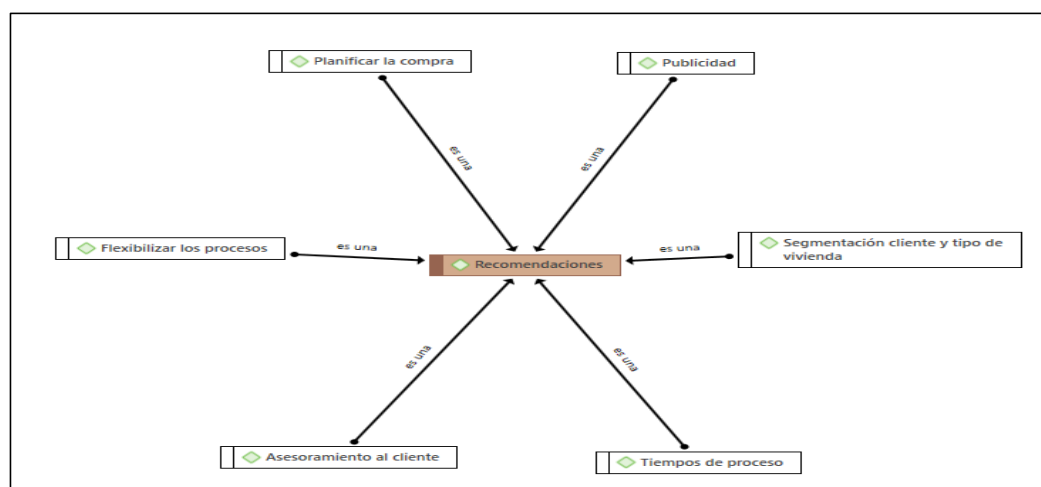 Planificar la compra
Publicidad
es una
es una
Flexibilizar los procesos
es una
Recomendaciones
es una
Segmentación cliente y tipo de
vivienda
es una
es una
Asesoramiento al cliente
Tiempos de proceso